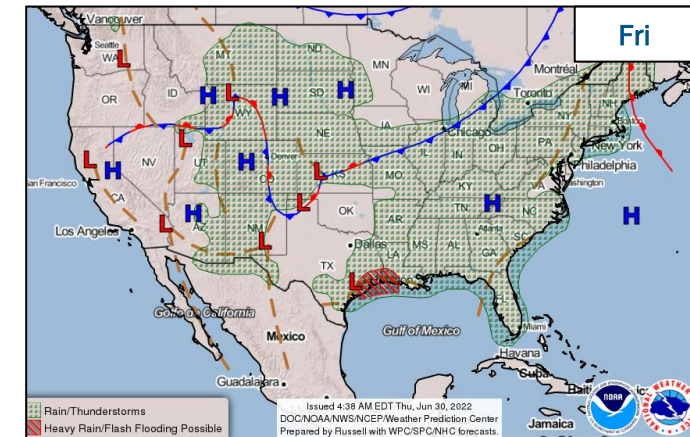 Fri
Vancouver
Seattle
WA
MT
ND
MN
Montréal
OR
ID
WY
SD
WI
MI
Toronto
NH
Boston
NY
IA
Chicago
NE
New York
NV
UT
Denver
CO
KS
MO
IL
IN
OH
PA
Philadelphia
Washington
San Francisco
CA
KY
VA
TN
NC
Los Angeles
AZ
NM
OK
AR
Atlanta
SC
Dallas
TX
LA
MS
AL
GA
FL
Golfo de California
Mexico
Gulf of Mexico
Miami
Havana
Cuba
Guadalajara
Jamaica
H H H H H H H H
L L L L L L L L L
Rain/Thunderstorms
Heavy Rain/Flash Flooding Possible
Issued 4:38 AM EDT Thu, Jun 30, 2022
DOC/NOAA/NWS/NCEP/Weather Prediction Center
Prepared by Russell with WPC/SPC/NHC forecasts.
NOAA